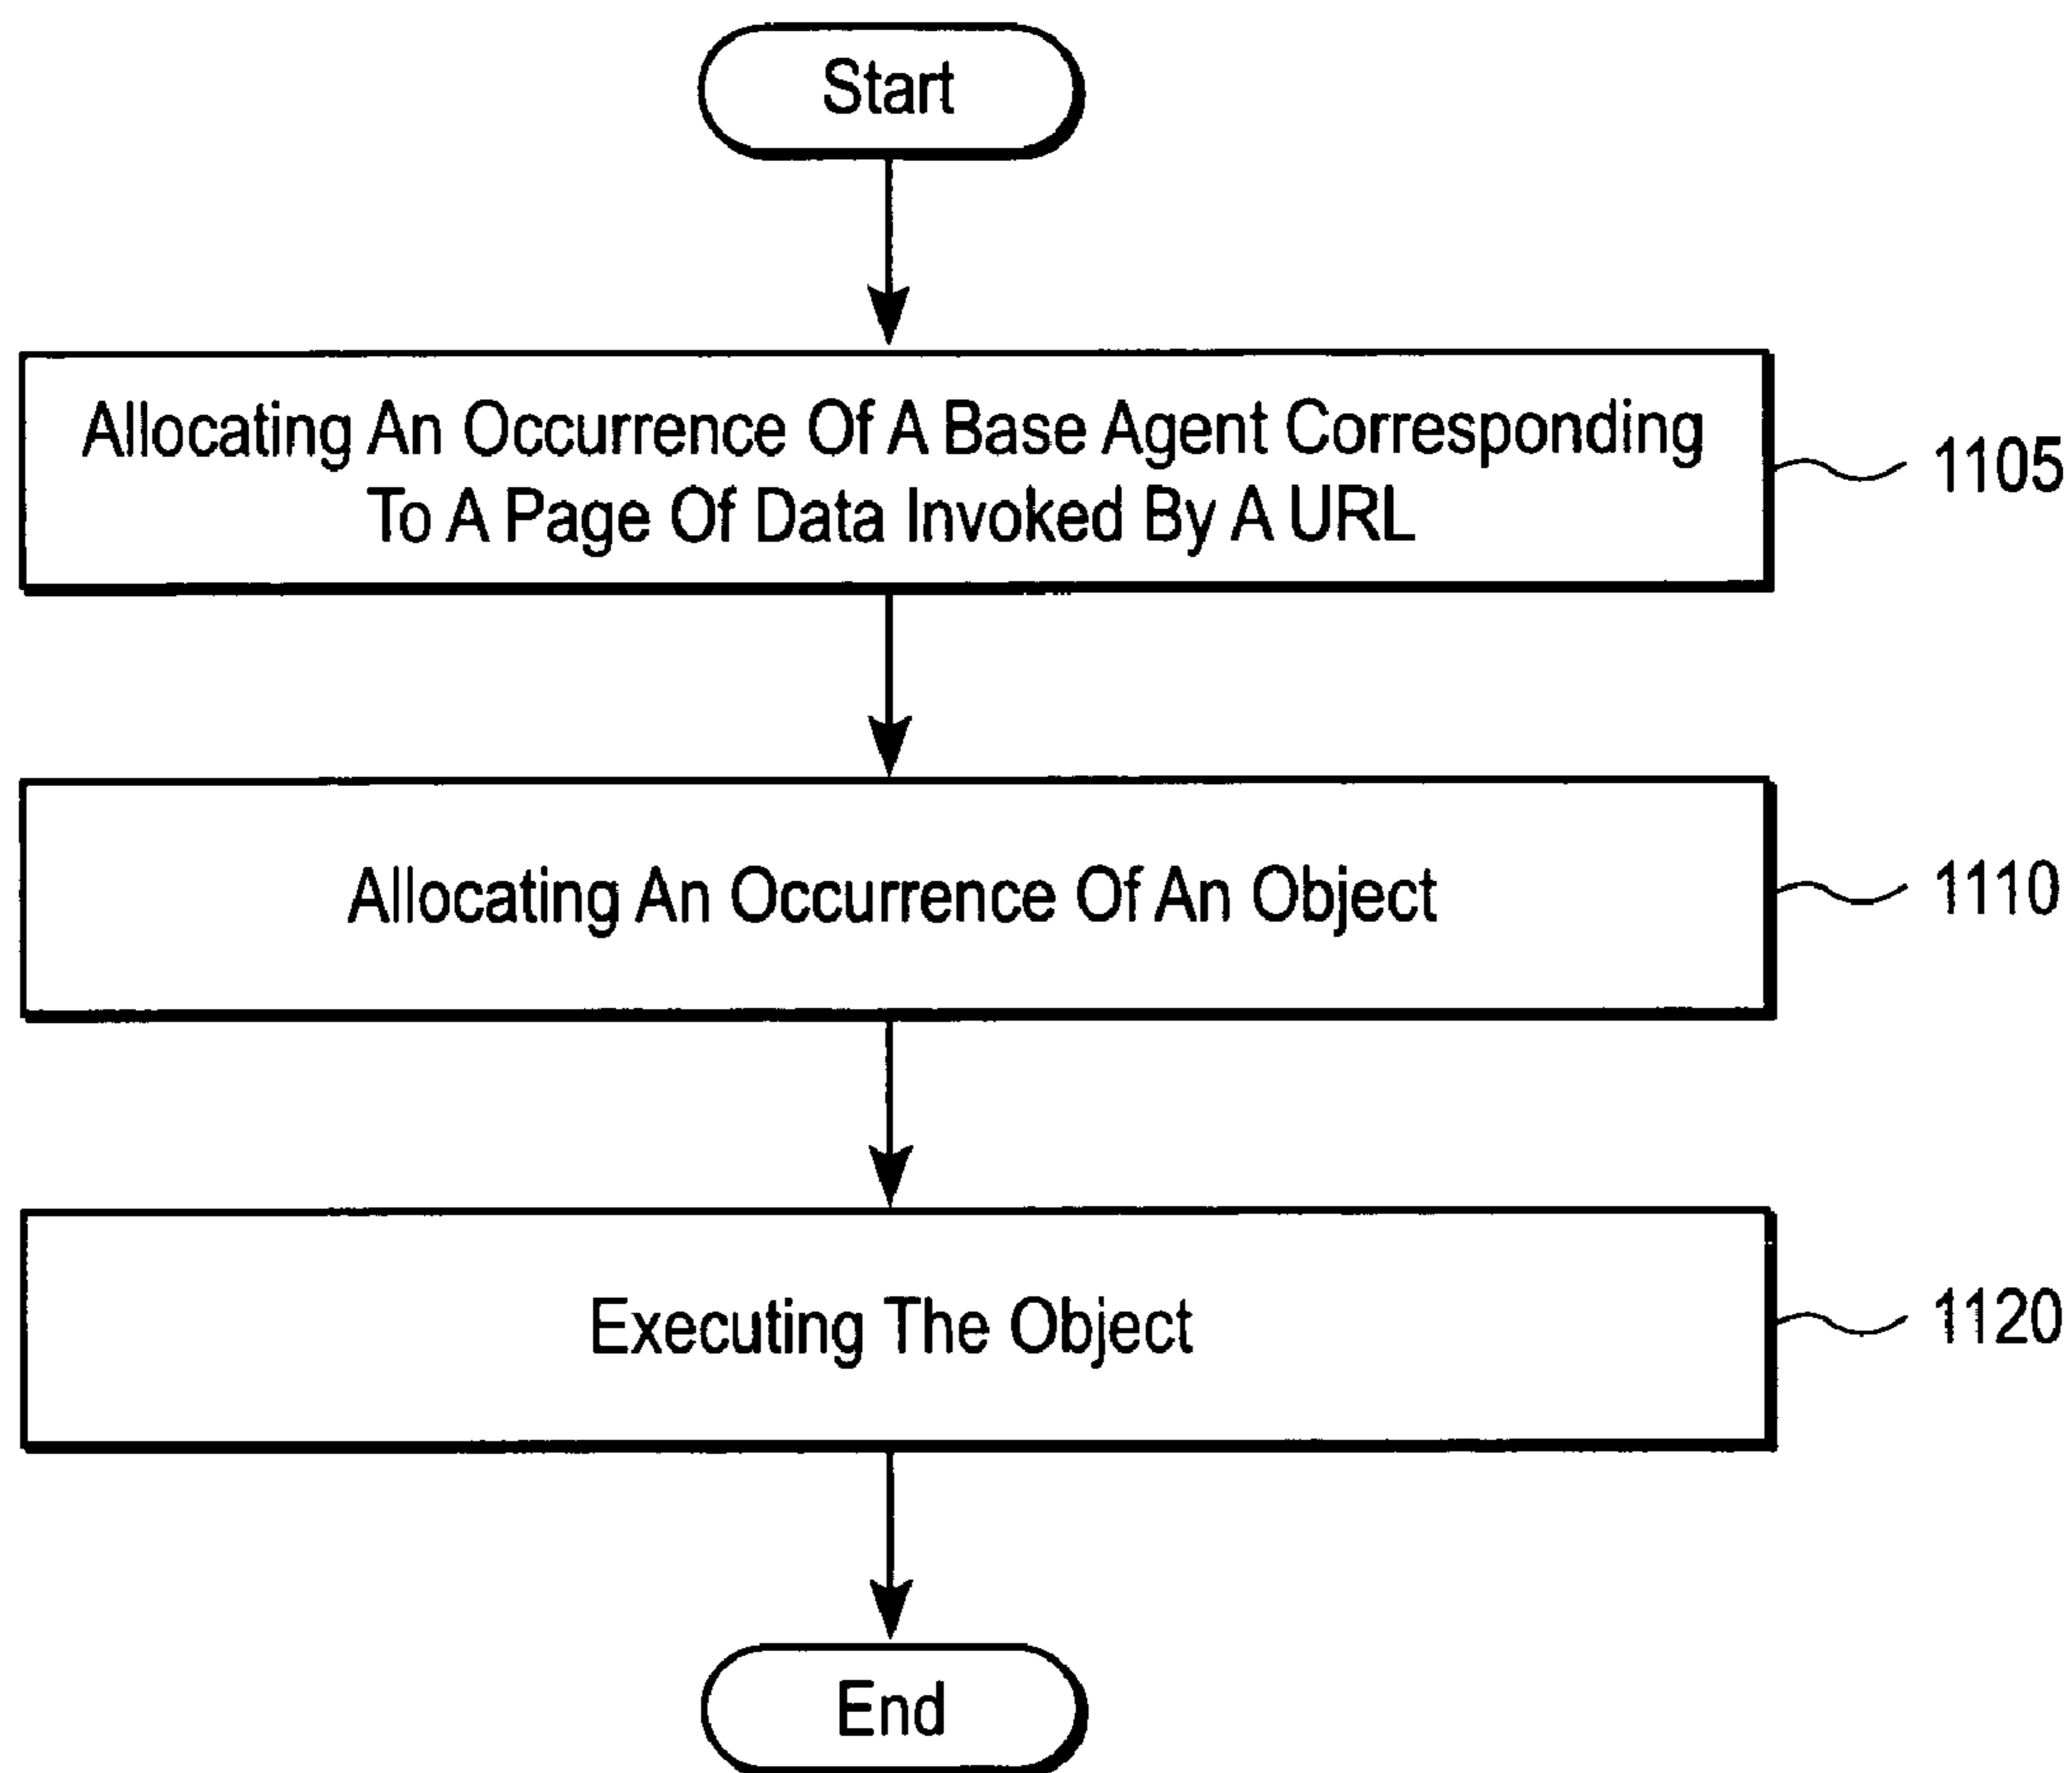 Start
Allocating An Occurrence Of A Base Agent Corresponding
To A Page Of Data Invoked By A URL
1105
Allocating An Occurrence Of An Object
1110
Executing The Object
1120
End